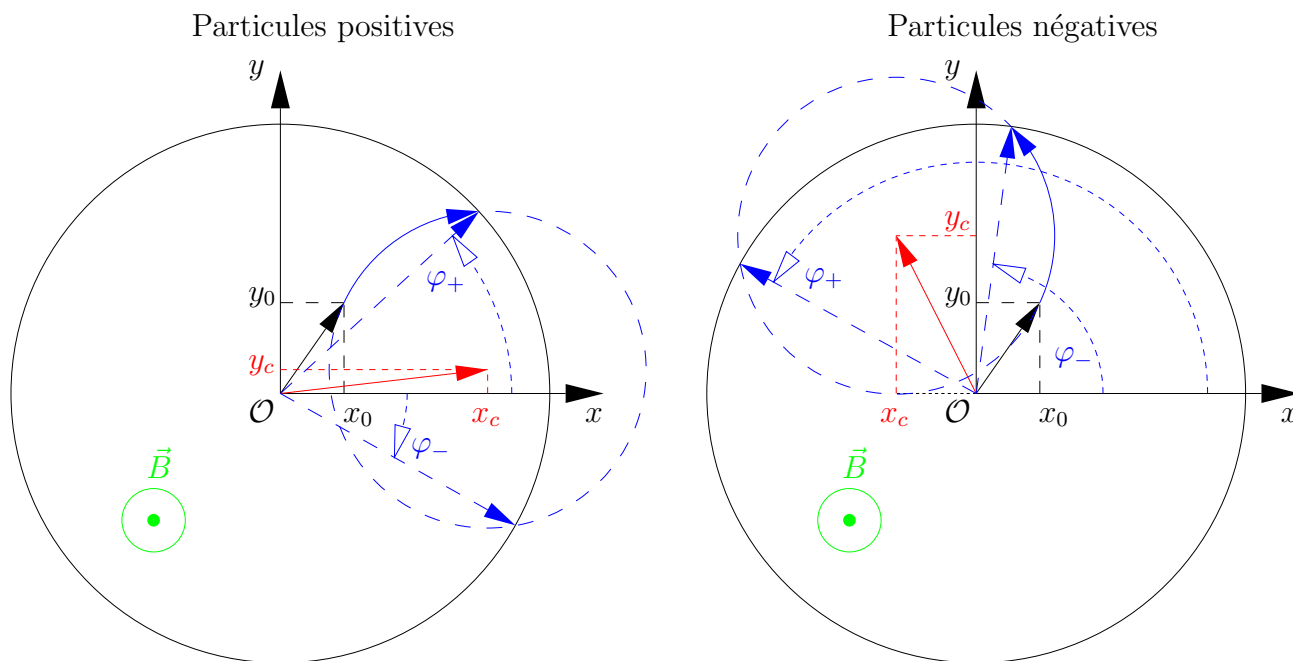 Particules positives
y
φ+
y0
yc
O
x0
xc
x
φ−
B⃗
Particules négatives
y
yc
φ+
y0
φ−
xc
O
x0
x
B⃗